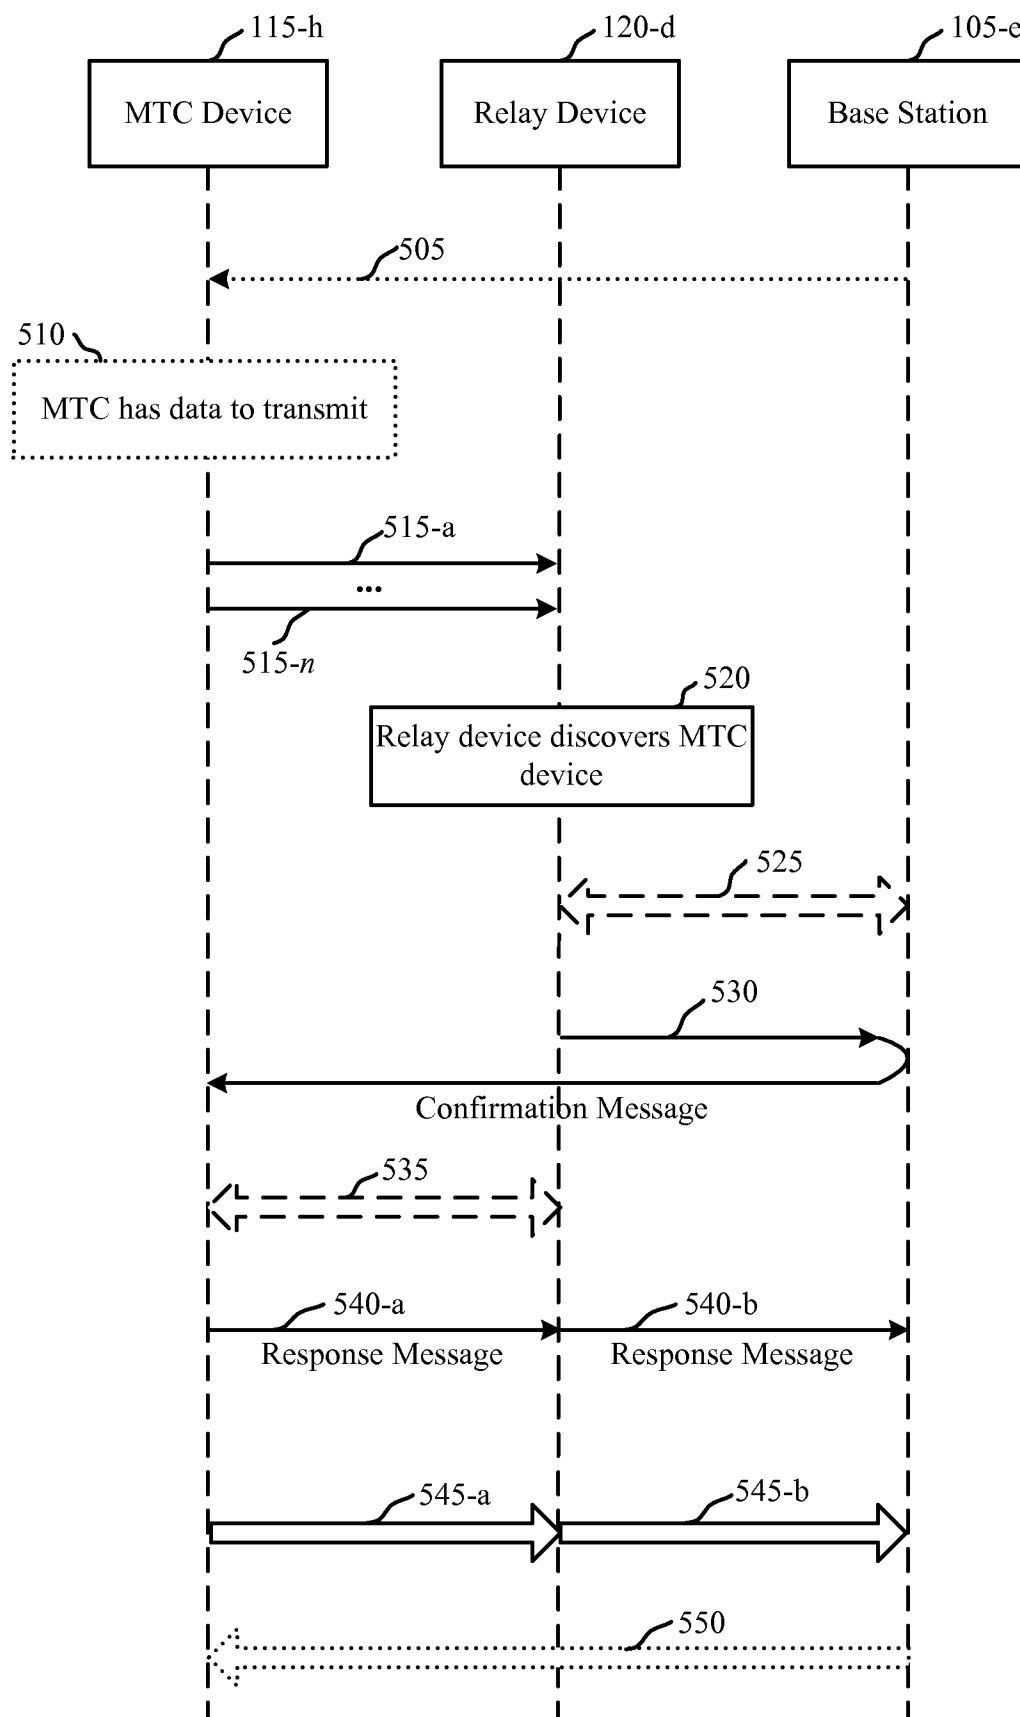 115-h
120-d
105-e
MTC Device
Relay Device
Base Station
505
510
MTC has data to transmit
515-a
...
515-n
520
Relay device discovers MTC
device
525
530
Confirmation Message
535
540-a
540-b
Response Message
Response Message
545-a
545-b
550